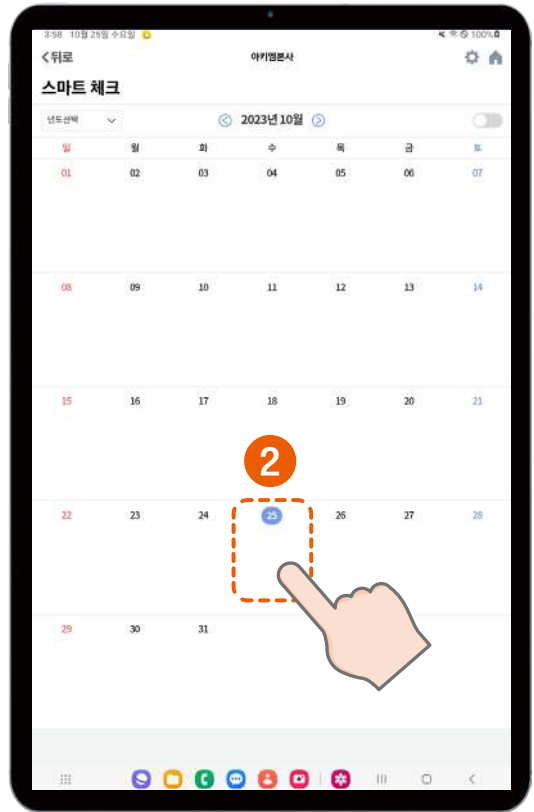 3:58 10월 25일 수요일 100%
<뒤로 아키엠본사
스마트 체크
년도선택 2023년 10월
일 월 화 수 목 금 토
01 02 03 04 05 06 07
08 09 10 11 12 13 14
15 16 17 18 19 20 21
2
22 23 24 25 26 27 28
29 30 31